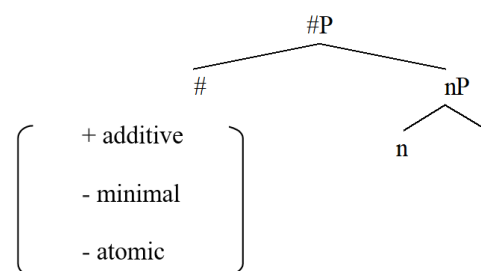 #P
# nP
n
+ additive
- minimal
- atomic